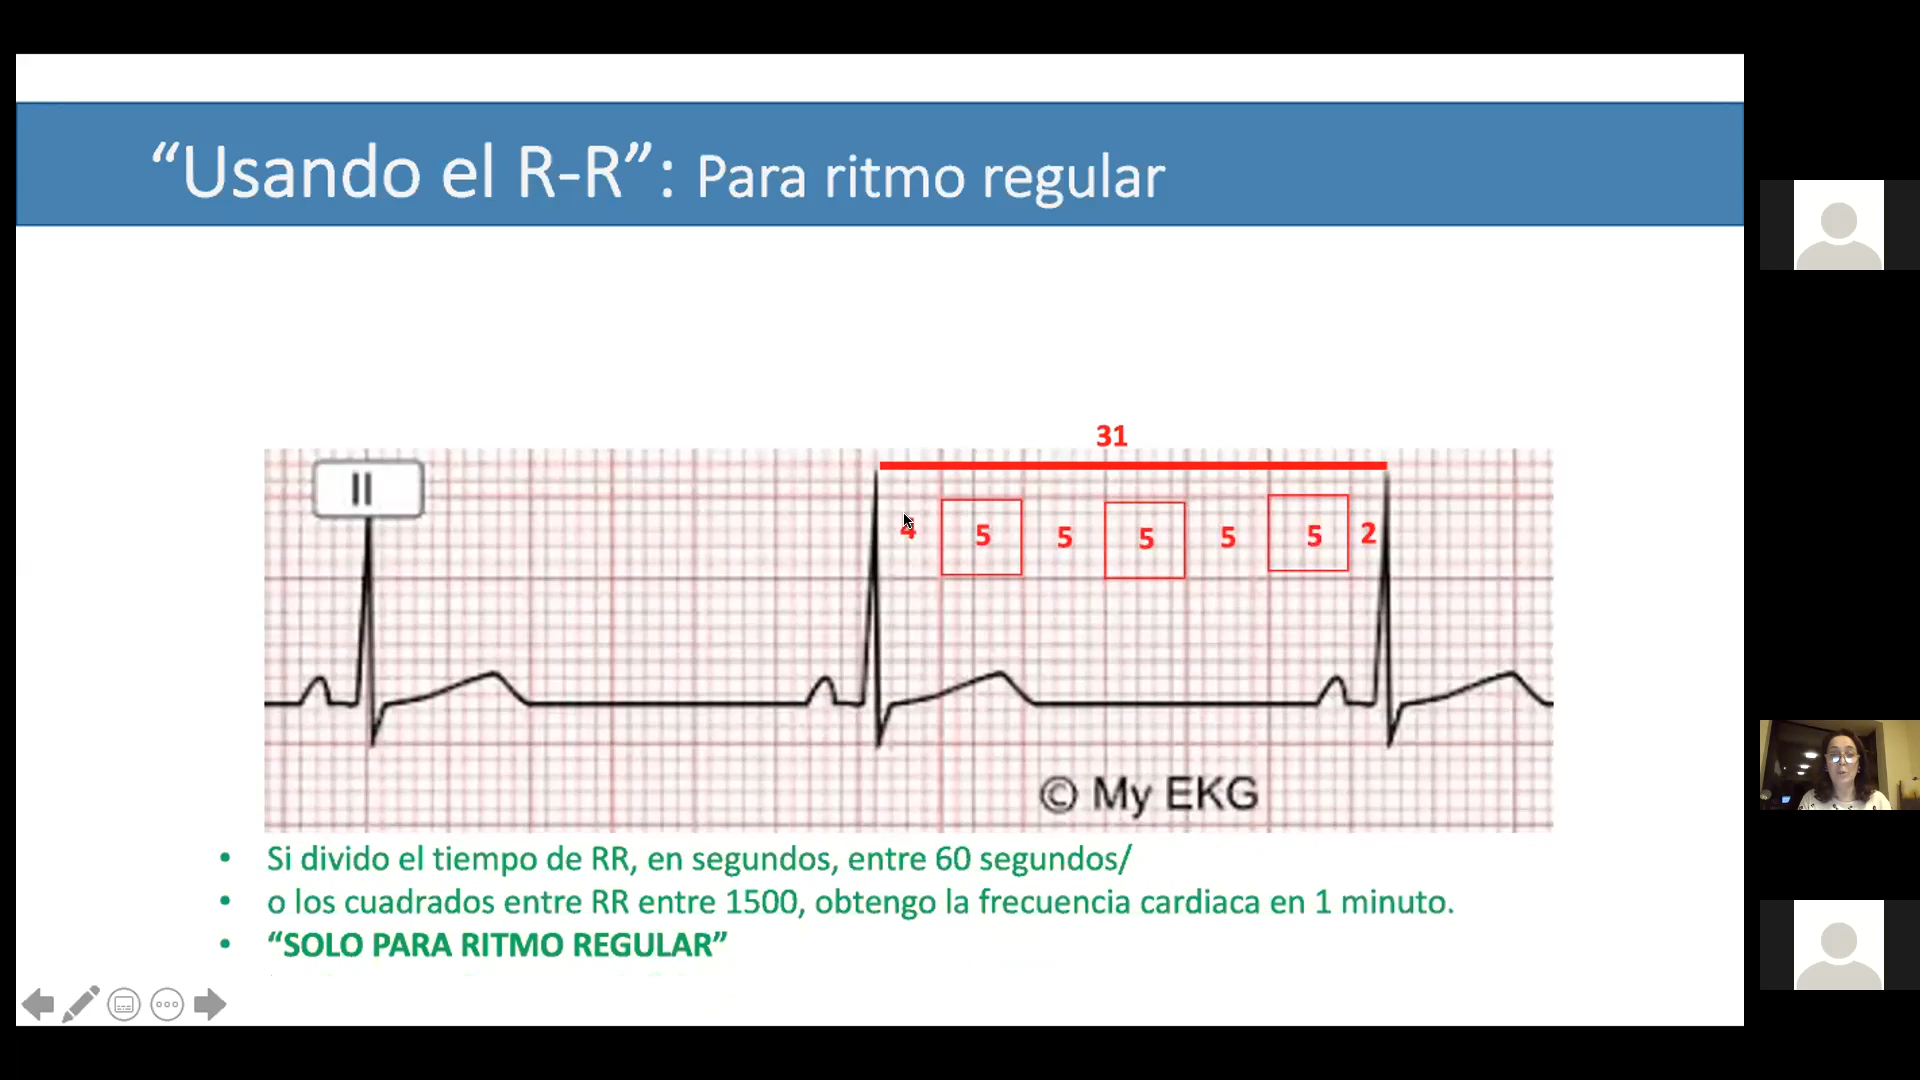 “Usando el R-R”: Para ritmo regular
31
II
4 5 5 5 5 5 2
© My EKG
• Si divido el tiempo de RR, en segundos, entre 60 segundos/
• o los cuadrados entre RR entre 1500, obtengo la frecuencia cardiaca en 1 minuto.
• “SOLO PARA RITMO REGULAR”